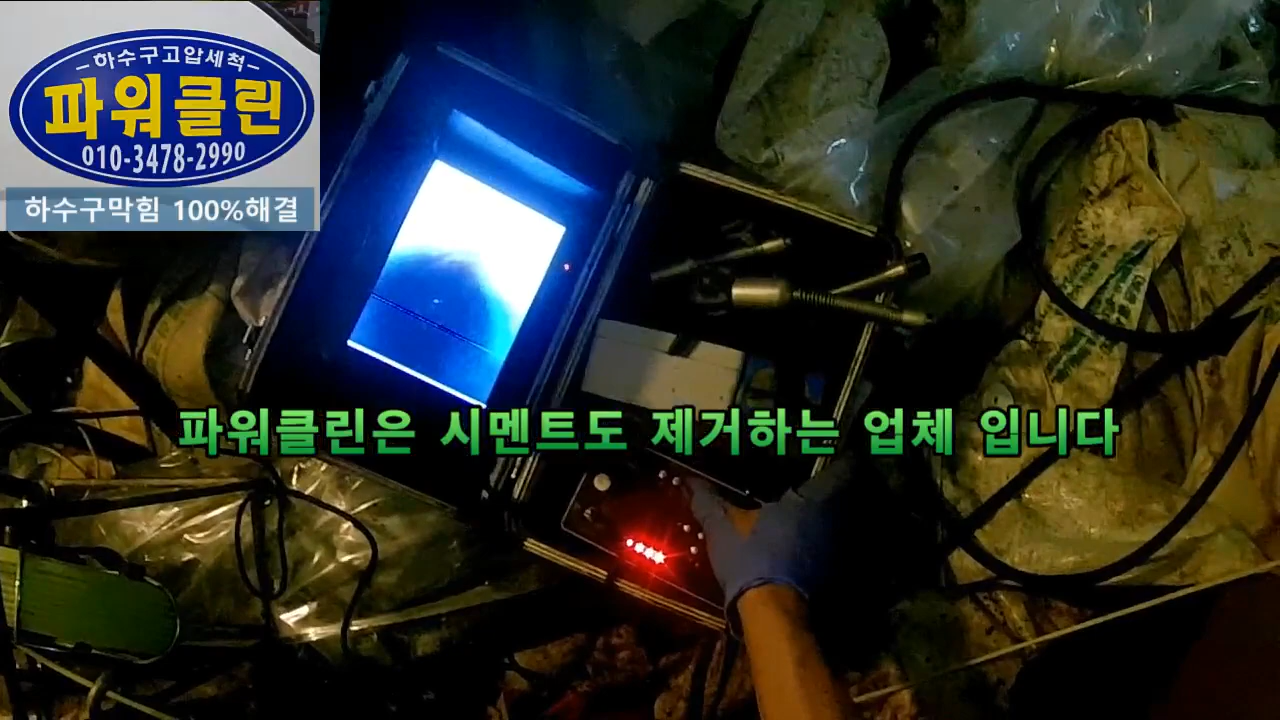 -하수구고압세척-
파워클린
010-3478-2990
하수구막힘 100%해결
파워클린은 시멘트도 제거하는 업체 입니다